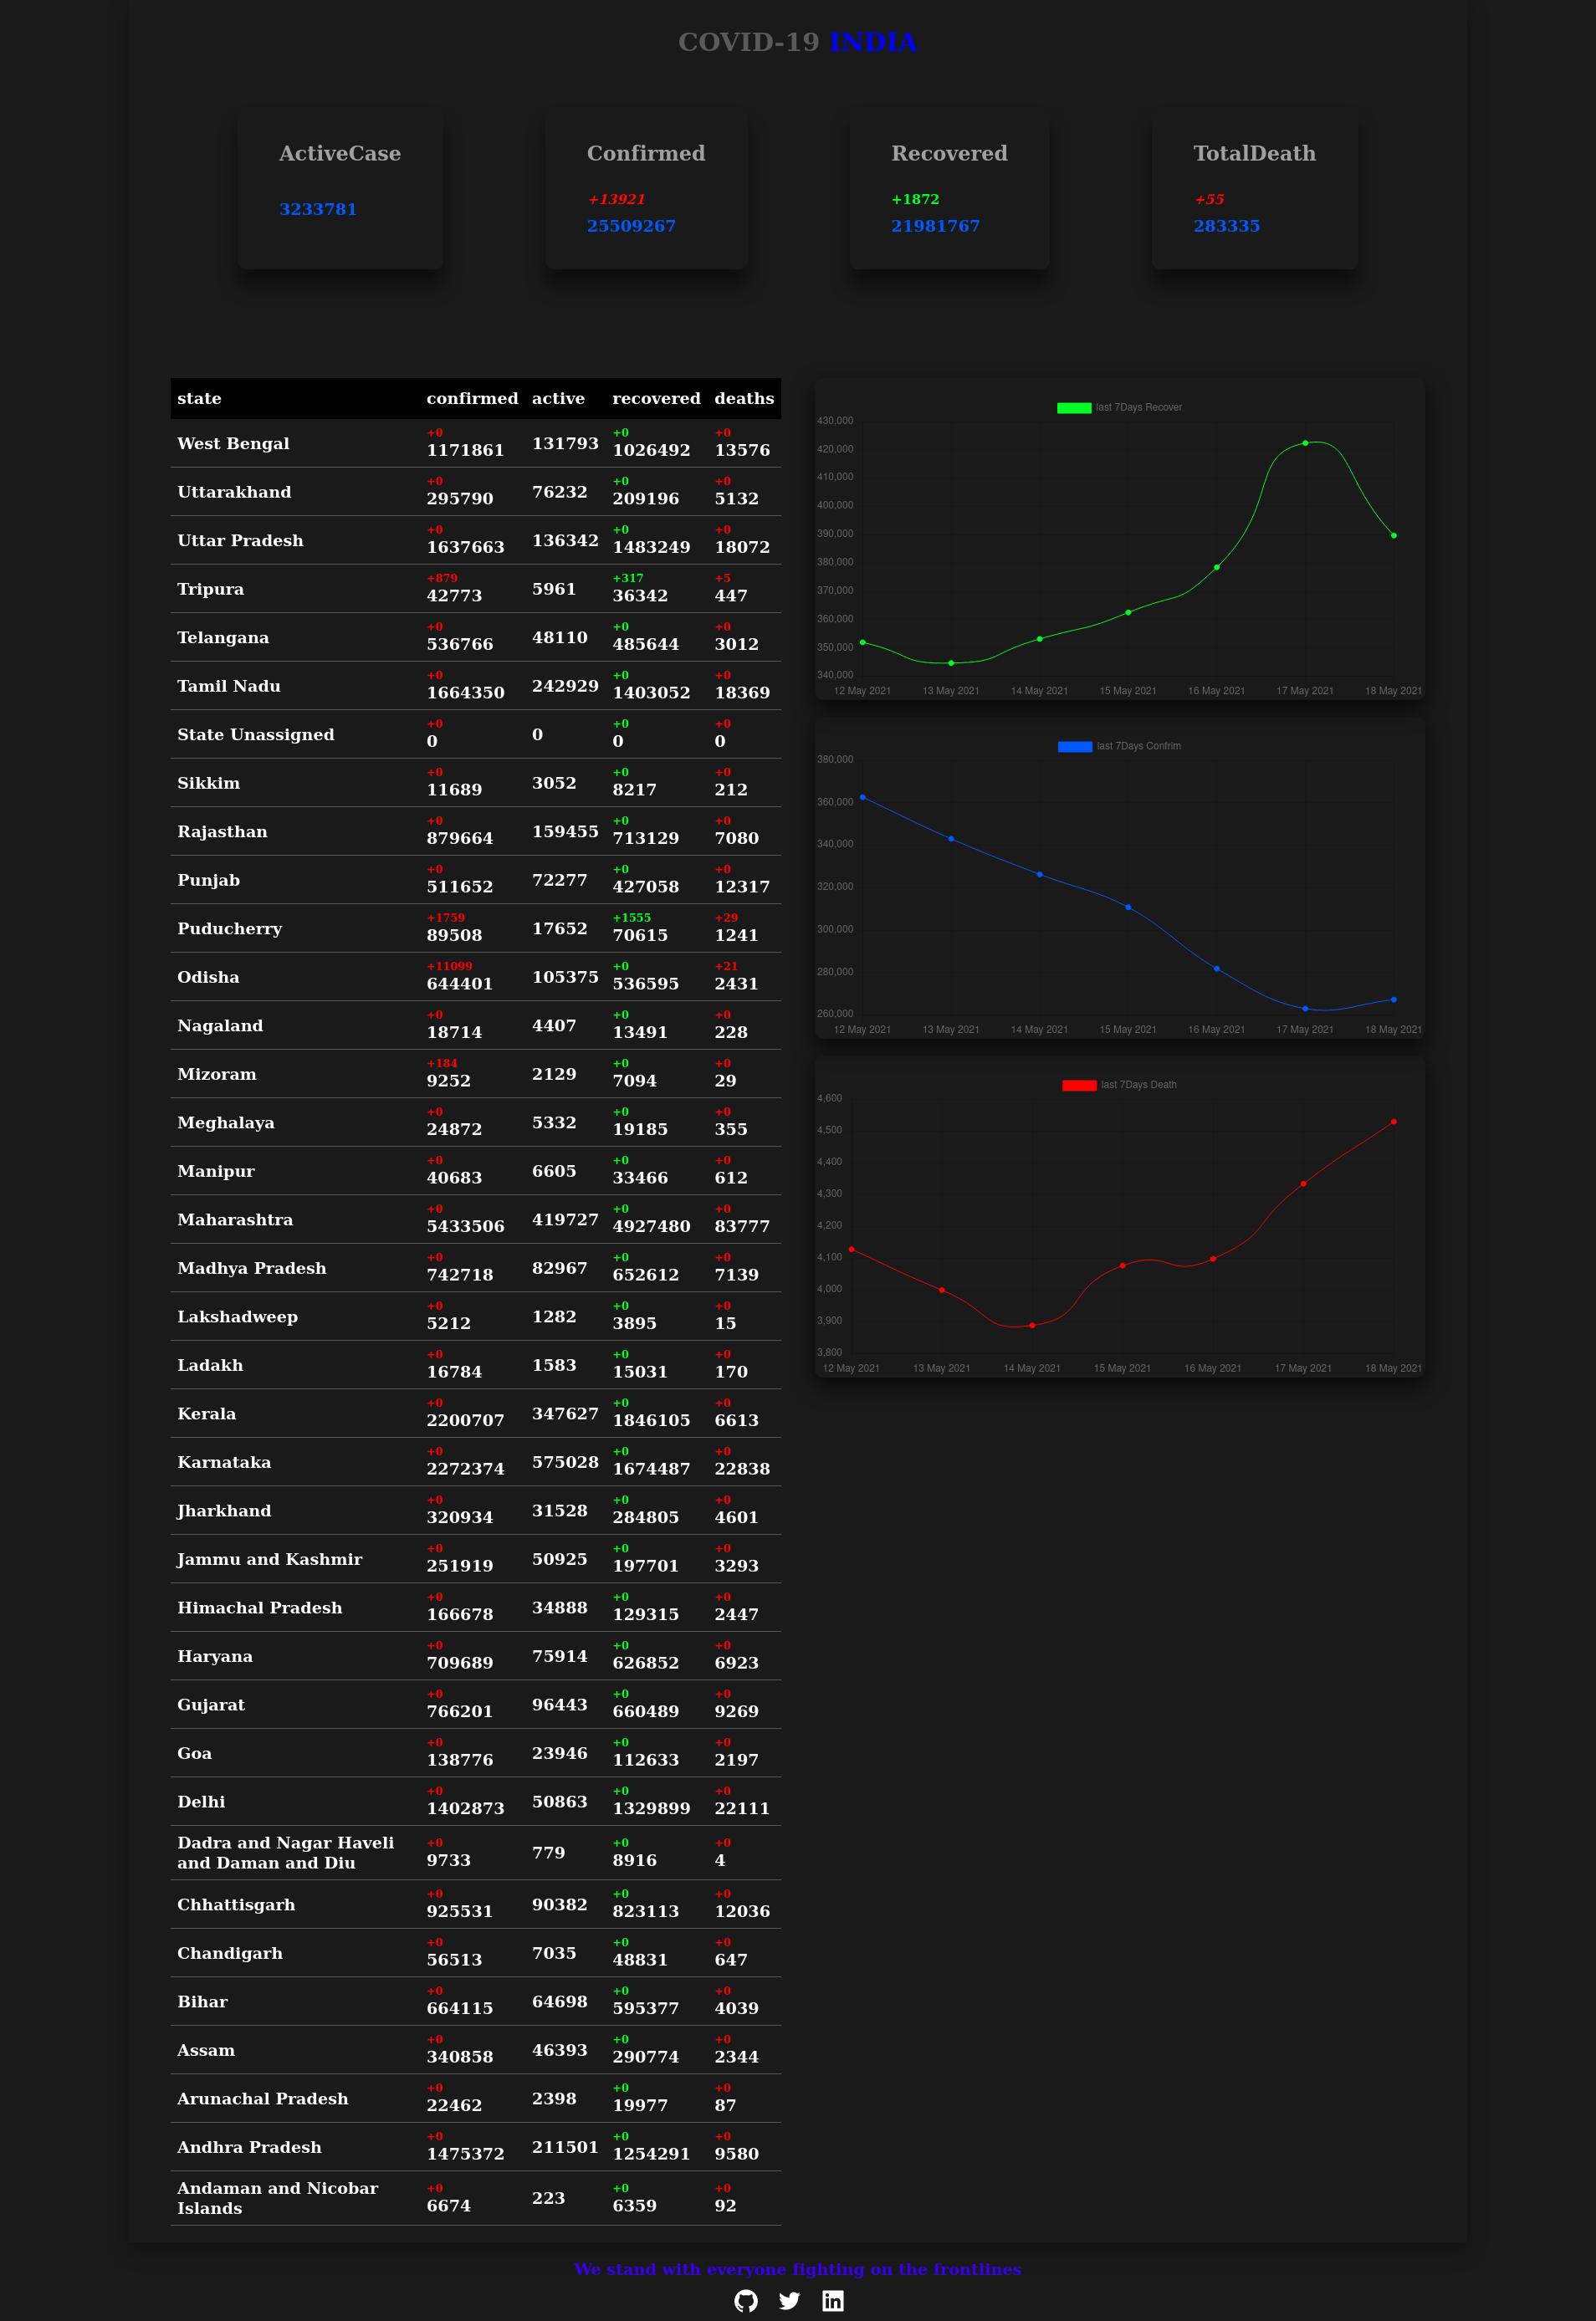 COVID-19 INDIA
ActiveCase
3233781
Confirmed
+13921
25509267
Recovered
+1872
21981767
TotalDeath
+55
283335
state confirmed active recovered deaths
+0 +0 +0
West Bengal 1171861 131793 1026492 13576
+0 +0 +0
Uttarakhand 295790 76232 209196 5132
+0 +0 +0
Uttar Pradesh 1637663 136342 1483249 18072
+879 +317 +5
Tripura 42773 5961 36342 447
+0 +0 +0
Telangana 536766 48110 485644 3012
+0 +0 +0
Tamil Nadu 1664350 242929 1403052 18369
+0 +0 +0
State Unassigned 0 0 0 0
+0 +0 +0
Sikkim 11689 3052 8217 212
+0 +0 +0
Rajasthan 879664 159455 713129 7080
+0 +0 +0
Punjab 511652 72277 427058 12317
+1759 +1555 +29
Puducherry 89508 17652 70615 1241
+11099 +0 +21
Odisha 644401 105375 536595 2431
+0 +0 +0
Nagaland 18714 4407 13491 228
+184 +0 +0
Mizoram 9252 2129 7094 29
+0 +0 +0
Meghalaya 24872 5332 19185 355
+0 +0 +0
Manipur 40683 6605 33466 612
+0 +0 +0
Maharashtra 5433506 419727 4927480 83777
+0 +0 +0
Madhya Pradesh 742718 82967 652612 7139
+0 +0 +0
Lakshadweep 5212 1282 3895 15
+0 +0 +0
Ladakh 16784 1583 15031 170
+0 +0 +0
Kerala 2200707 347627 1846105 6613
+0 +0 +0
Karnataka 2272374 575028 1674487 22838
+0 +0 +0
Jharkhand 320934 31528 284805 4601
+0 +0 +0
Jammu and Kashmir 251919 50925 197701 3293
+0 +0 +0
Himachal Pradesh 166678 34888 129315 2447
+0 +0 +0
Haryana 709689 75914 626852 6923
+0 +0 +0
Gujarat 766201 96443 660489 9269
+0 +0 +0
Goa 138776 23946 112633 2197
+0 +0 +0
Delhi 1402873 50863 1329899 22111
Dadra and Nagar Haveli +0 +0 +0
and Daman and Diu 9733 779 8916 4
+0 +0 +0
Chhattisgarh 925531 90382 823113 12036
+0 +0 +0
Chandigarh 56513 7035 48831 647
+0 +0 +0
Bihar 664115 64698 595377 4039
+0 +0 +0
Assam 340858 46393 290774 2344
+0 +0 +0
Arunachal Pradesh 22462 2398 19977 87
+0 +0 +0
Andhra Pradesh 1475372 211501 1254291 9580
Andaman and Nicobar +0 +0 +0
Islands 6674 223 6359 92
last 7Days Recover
430,000
420,000
410,000
400,000
390,000
380,000
370,000
360,000
350,000
340,000
12 May 2021 13 May 2021 14 May 2021 15 May 2021 16 May 2021 17 May 2021 18 May 2021
last 7Days Confrim
380,000
360,000
340,000
320,000
300,000
280,000
260,000
12 May 2021 13 May 2021 14 May 2021 15 May 2021 16 May 2021 17 May 2021 18 May 2021
last 7Days Death
4,600
4,500
4,400
4,300
4,200
4,100
4,000
3,900
3,800
12 May 2021 13 May 2021 14 May 2021 15 May 2021 16 May 2021 17 May 2021 18 May 2021
We stand with everyone fighting on the frontlines